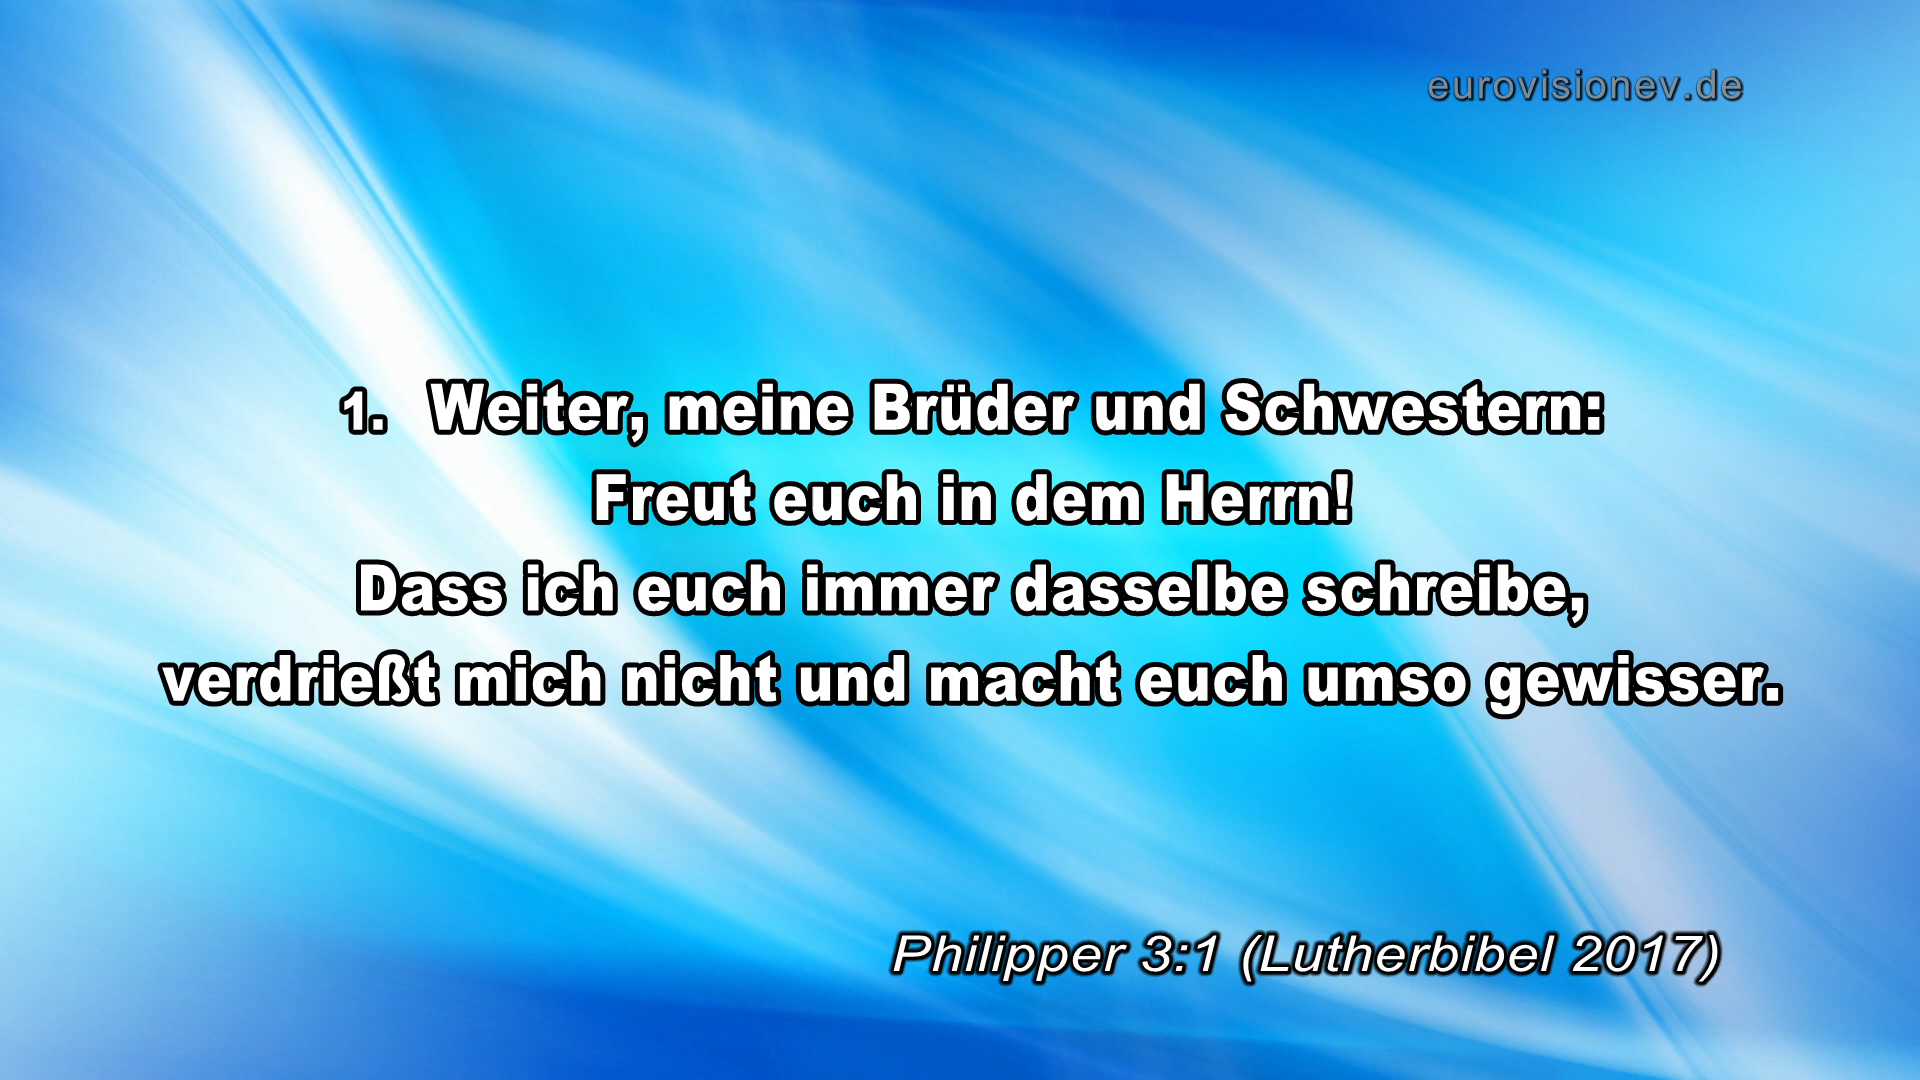 eurovisionev.de
1. Weiter, meine Brüder und Schwestern:
Freut euch in dem Herrn!
Dass ich euch immer dasselbe schreibe,
verdrießt mich nicht und macht euch umso gewisser.
Philipper 3:1 (Lutherbibel 2017)